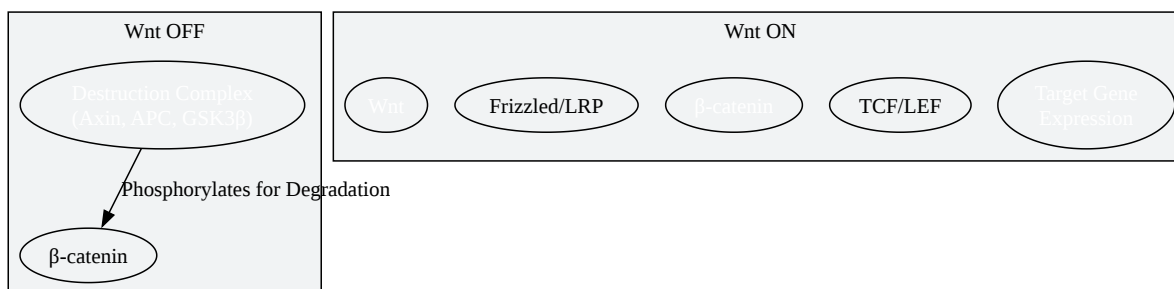 Wnt OFF
Destruction Complex
(Axin, APC, GSK3β)
Phosphorylates for Degradation
β-catenin
Wnt ON
Wnt
Frizzled/LRP
β-catenin
TCF/LEF
Target Gene
Expression